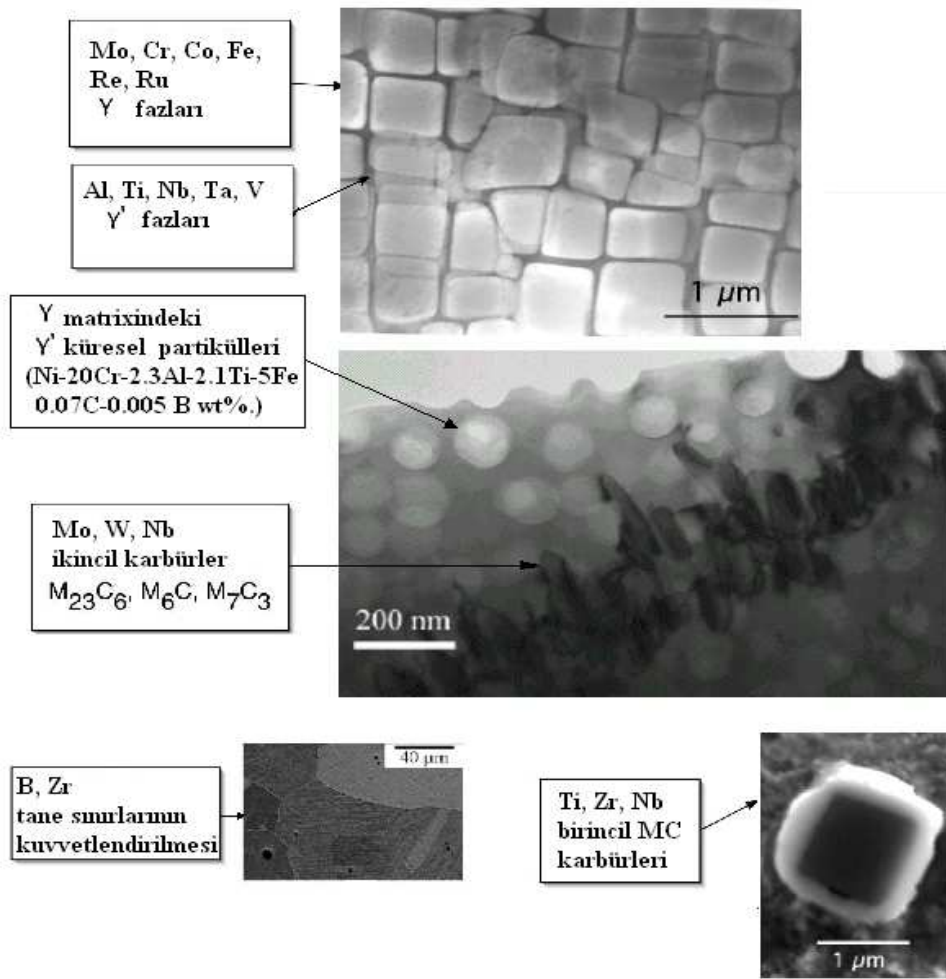 Mo, Cr, Co, Fe,
Re, Ru
γ fazları
Al, Ti, Nb, Ta, V
γ' fazları
1 μm
γ matrixindeki
γ' küresel partikülleri
(Ni-20Cr-2.3Al-2.1Ti-5Fe
0.07C-0.005 B wt%.)
Mo, W, Nb
ikincil karbürler
M₂₃C₆, M₆C, M₇C₃
200 nm
B, Zr
tane sınırlarının
kuvvetlendirilmesi
40 μm
Ti, Zr, Nb
birincil MC
karbürleri
1 μm